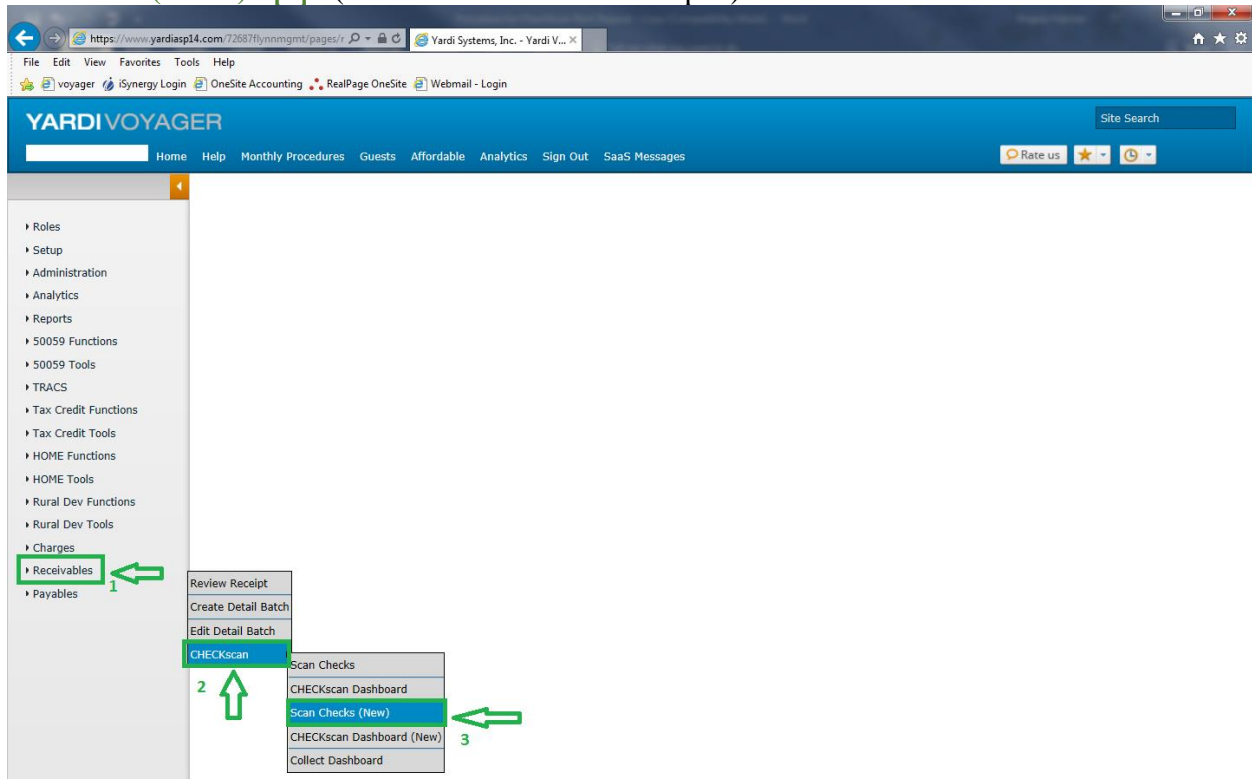 https://www.yardiasp14.com/72687flynnmgmt/pages/r
Yardi Systems, Inc. - Yardi V...
File Edit View Favorites Tools Help
voyager iSynergy Login OneSite Accounting RealPage OneSite Webmail - Login
YARDI VOYAGER
Site Search
Home Help Monthly Procedures Guests Affordable Analytics Sign Out SaaS Messages
Rate us
Roles
Setup
Administration
Analytics
Reports
50059 Functions
50059 Tools
TRACS
Tax Credit Functions
Tax Credit Tools
HOME Functions
HOME Tools
Rural Dev Functions
Rural Dev Tools
Charges
Receivables
1
Payables
Review Receipt
Create Detail Batch
Edit Detail Batch
CHECKscan
2
Scan Checks
CHECKscan Dashboard
Scan Checks (New)
3
CHECKscan Dashboard (New)
Collect Dashboard